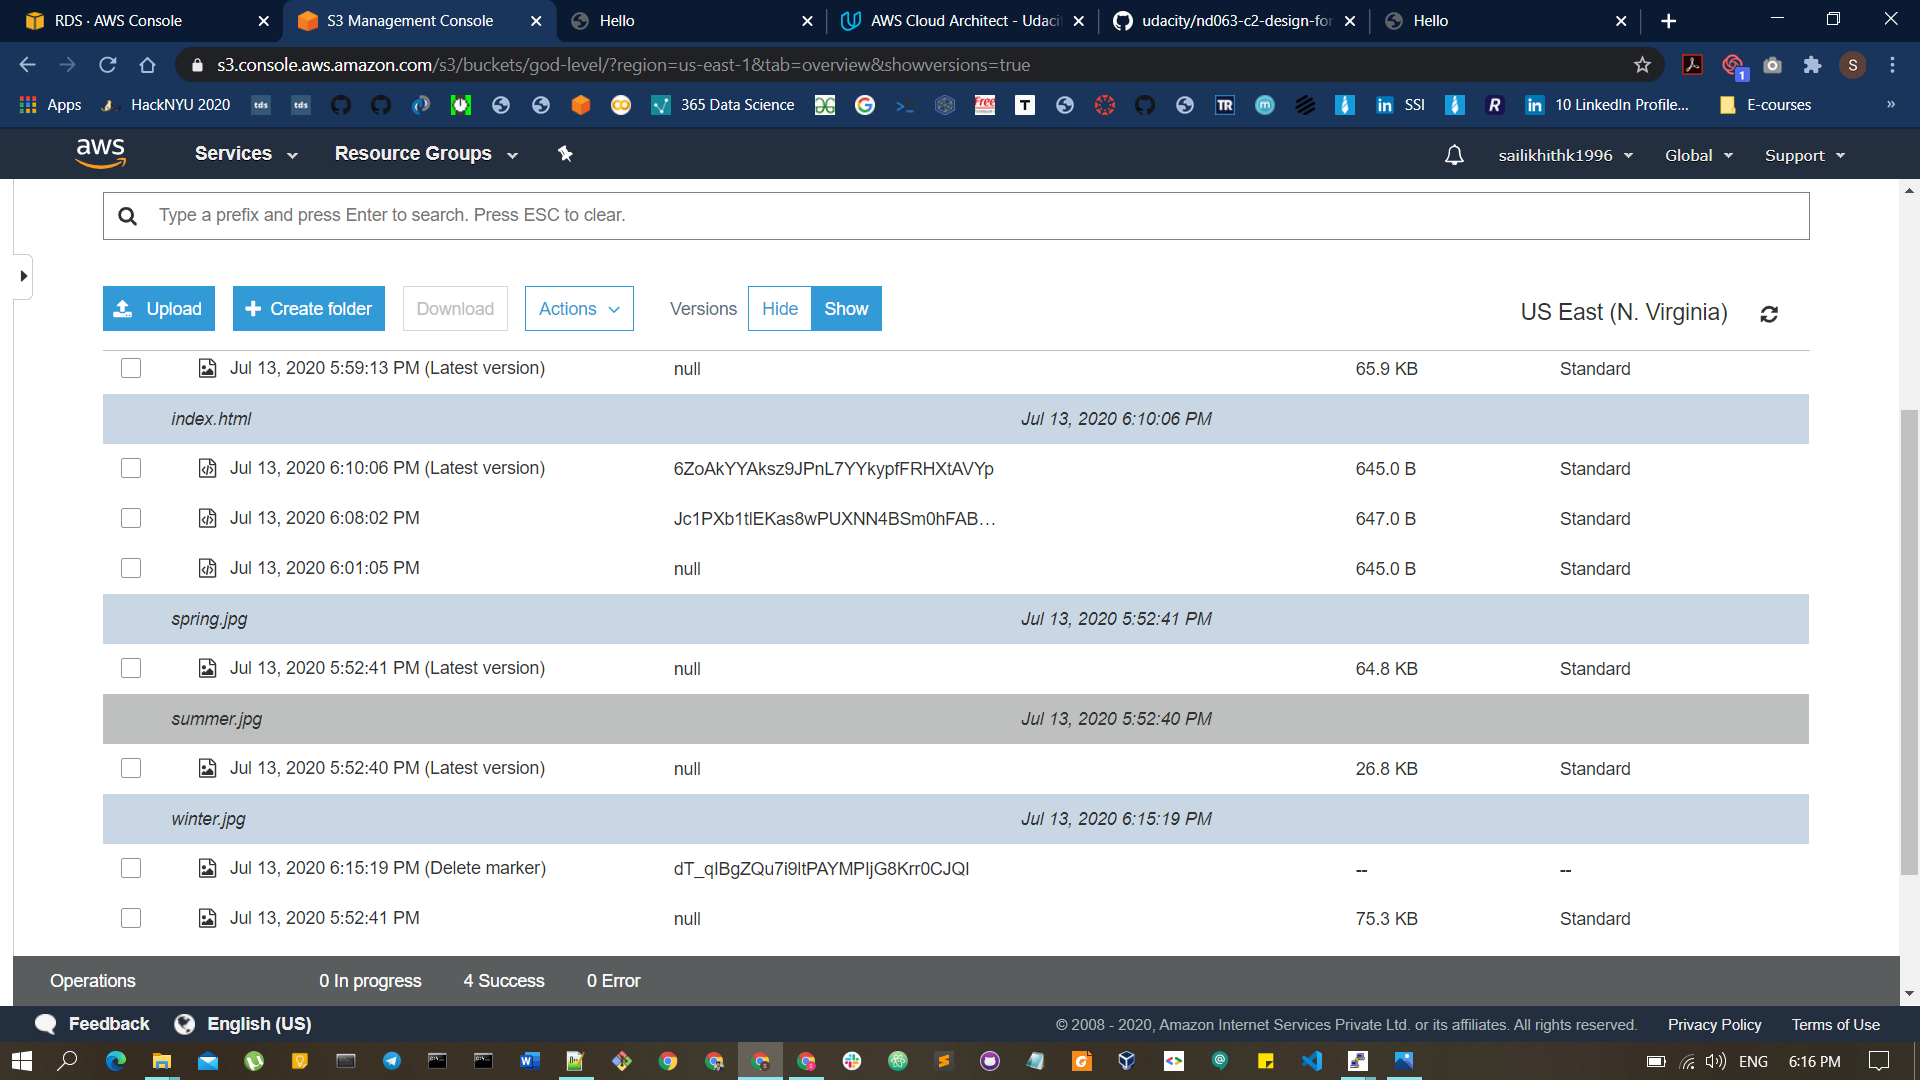 RDS · AWS Console
S3 Management Console
Hello
AWS Cloud Architect - Udaci
udacity/nd063-c2-design-for
Hello
s3.console.aws.amazon.com/s3/buckets/god-level/?region=us-east-1&tab=overview&showversions=true
1
S
Apps
HackNYU 2020
tds
tds
365 Data Science
Free
T
TR
m
in SSI
R
in 10 LinkedIn Profile...
E-courses
»
aws
Services
Resource Groups
sailikhithk1996
Global
Support
Type a prefix and press Enter to search. Press ESC to clear.
Upload
Create folder
Download
Actions
Versions
Hide
Show
US East (N. Virginia)
Jul 13, 2020 5:59:13 PM (Latest version) null 65.9 KB Standard
index.html Jul 13, 2020 6:10:06 PM
Jul 13, 2020 6:10:06 PM (Latest version) 6ZoAkYYAksz9JPnL7YYkypfFRHXtAVYp 645.0 B Standard
Jul 13, 2020 6:08:02 PM Jc1PXb1tlEKas8wPUXNN4BSm0hFAB... 647.0 B Standard
Jul 13, 2020 6:01:05 PM null 645.0 B Standard
spring.jpg Jul 13, 2020 5:52:41 PM
Jul 13, 2020 5:52:41 PM (Latest version) null 64.8 KB Standard
summer.jpg Jul 13, 2020 5:52:40 PM
Jul 13, 2020 5:52:40 PM (Latest version) null 26.8 KB Standard
winter.jpg Jul 13, 2020 6:15:19 PM
Jul 13, 2020 6:15:19 PM (Delete marker) dT_qIBgZQu7i9ltPAYMPIjG8Krr0CJQI -- --
Jul 13, 2020 5:52:41 PM null 75.3 KB Standard
Operations 0 In progress 4 Success 0 Error
Feedback
English (US)
© 2008 - 2020, Amazon Internet Services Private Ltd. or its affiliates. All rights reserved.
Privacy Policy
Terms of Use
ENG
6:16 PM